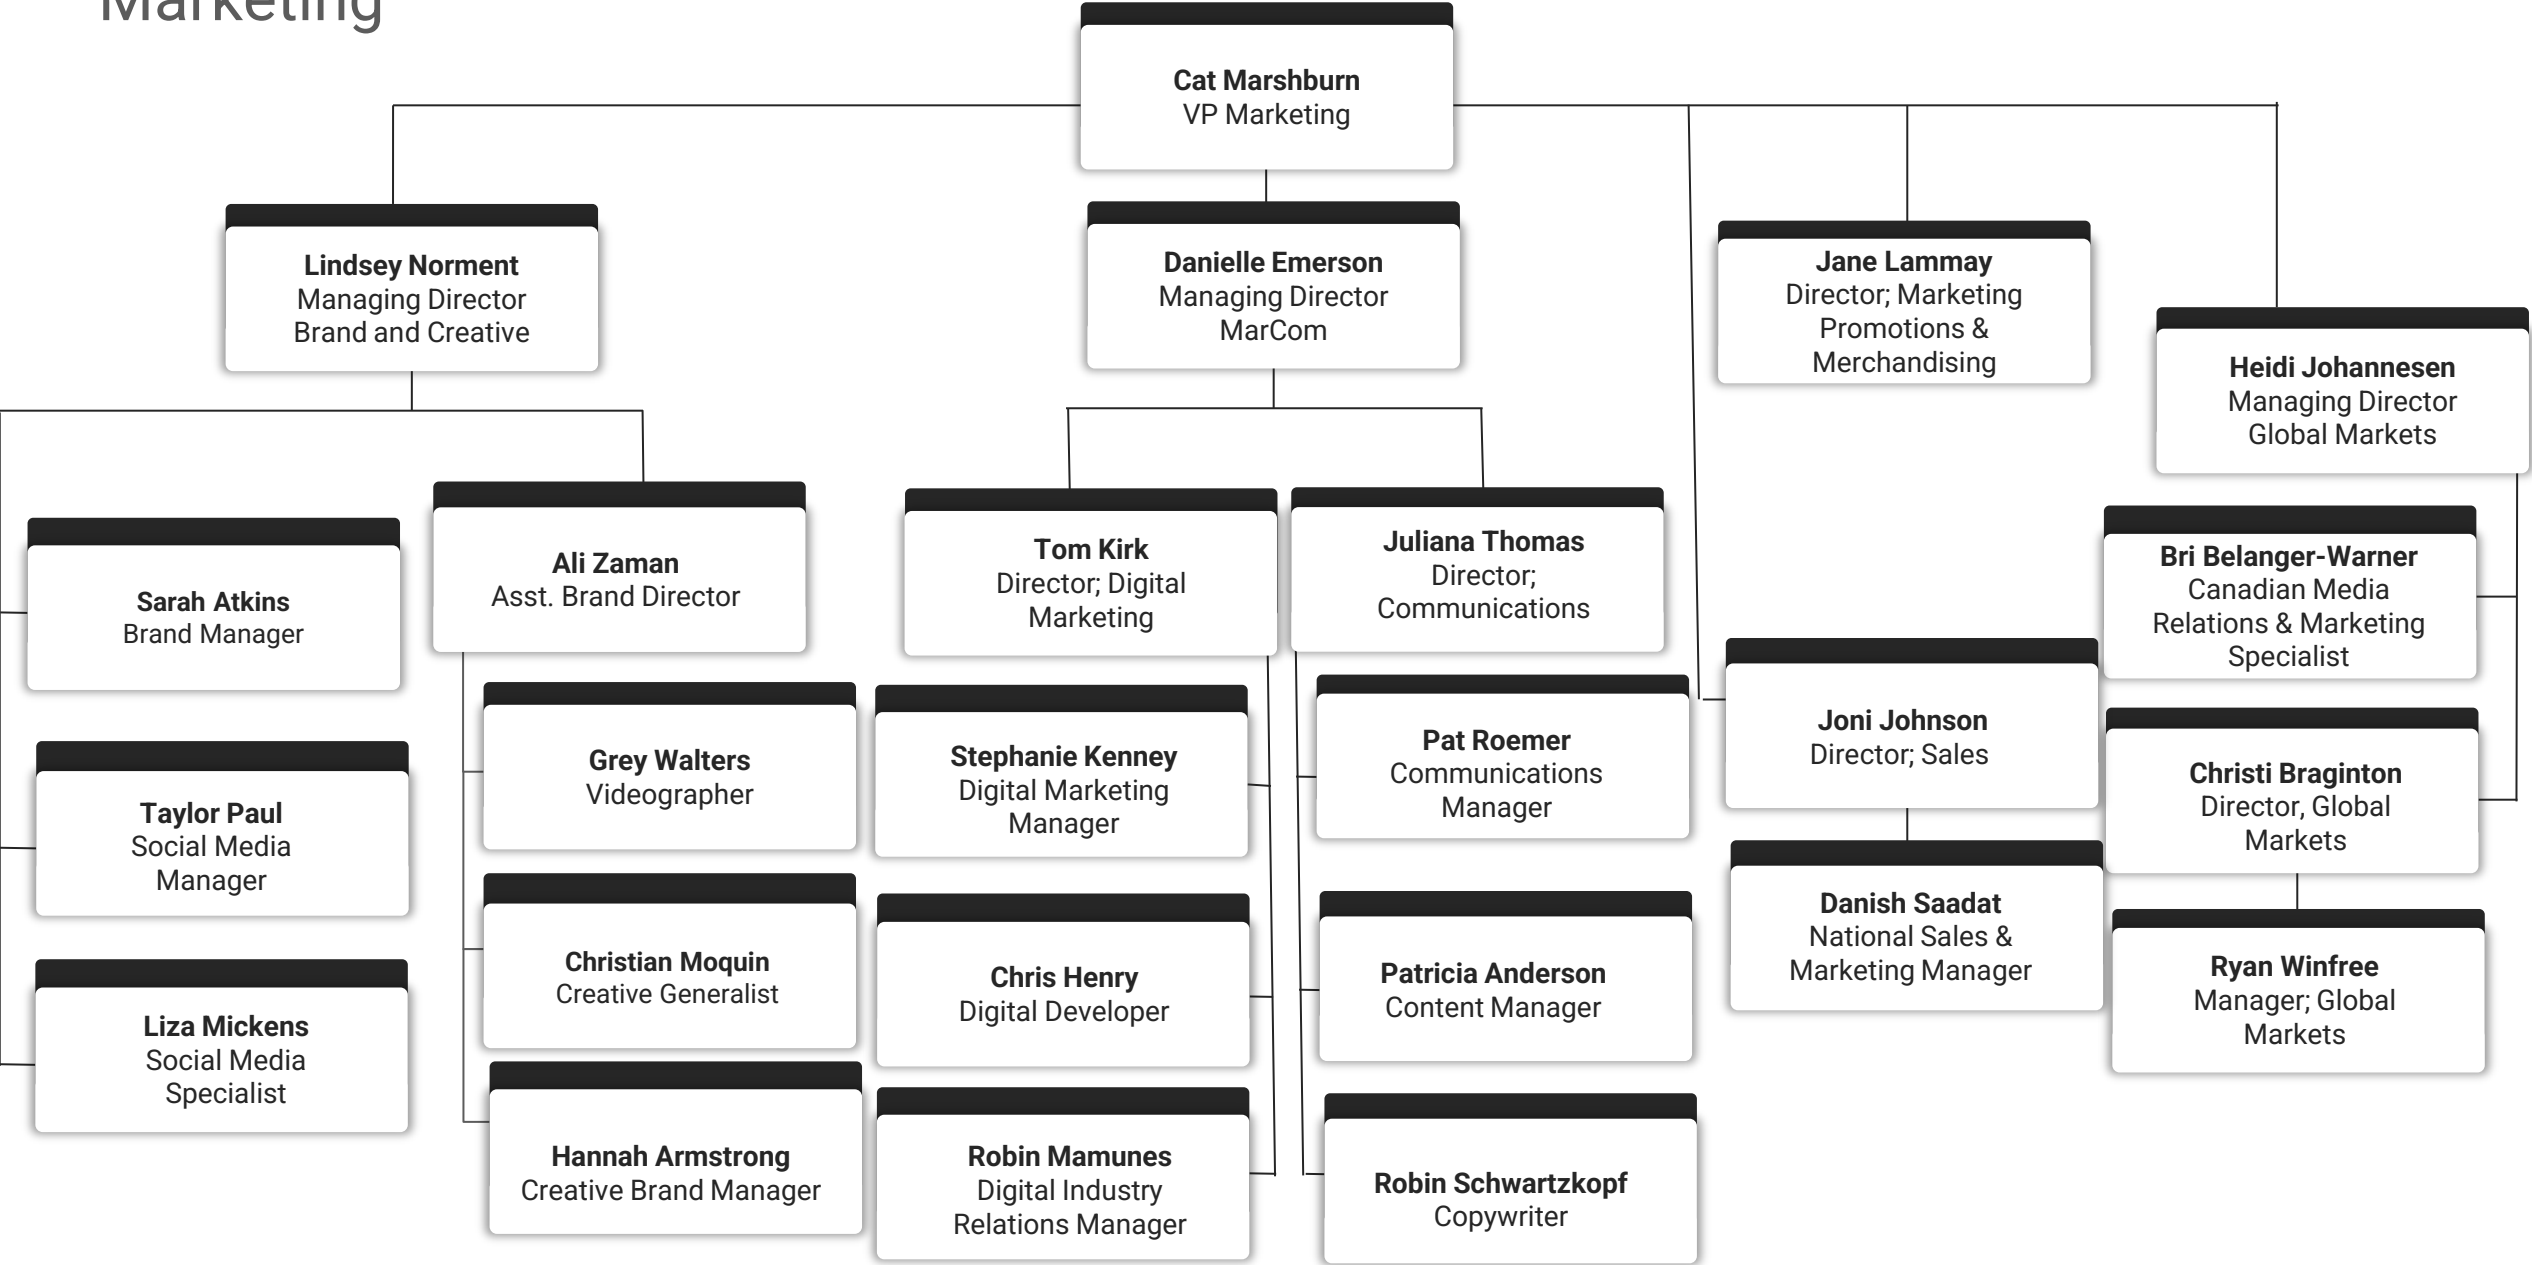 Marketing
Cat Marshburn
VP Marketing
Lindsey Norment
Managing Director
Brand and Creative
Danielle Emerson
Managing Director
MarCom
Jane Lammay
Director; Marketing
Promotions &
Merchandising
Heidi Johannesen
Managing Director
Global Markets
Sarah Atkins
Brand Manager
Taylor Paul
Social Media
Manager
Liza Mickens
Social Media
Specialist
Ali Zaman
Asst. Brand Director
Grey Walters
Videographer
Christian Moquin
Creative Generalist
Hannah Armstrong
Creative Brand Manager
Tom Kirk
Director; Digital
Marketing
Stephanie Kenney
Digital Marketing
Manager
Chris Henry
Digital Developer
Robin Mamunes
Digital Industry
Relations Manager
Juliana Thomas
Director;
Communications
Pat Roemer
Communications
Manager
Patricia Anderson
Content Manager
Robin Schwartzkopf
Copywriter
Joni Johnson
Director; Sales
Danish Saadat
National Sales &
Marketing Manager
Bri Belanger-Warner
Canadian Media
Relations & Marketing
Specialist
Christi Braginton
Director, Global
Markets
Ryan Winfree
Manager; Global
Markets